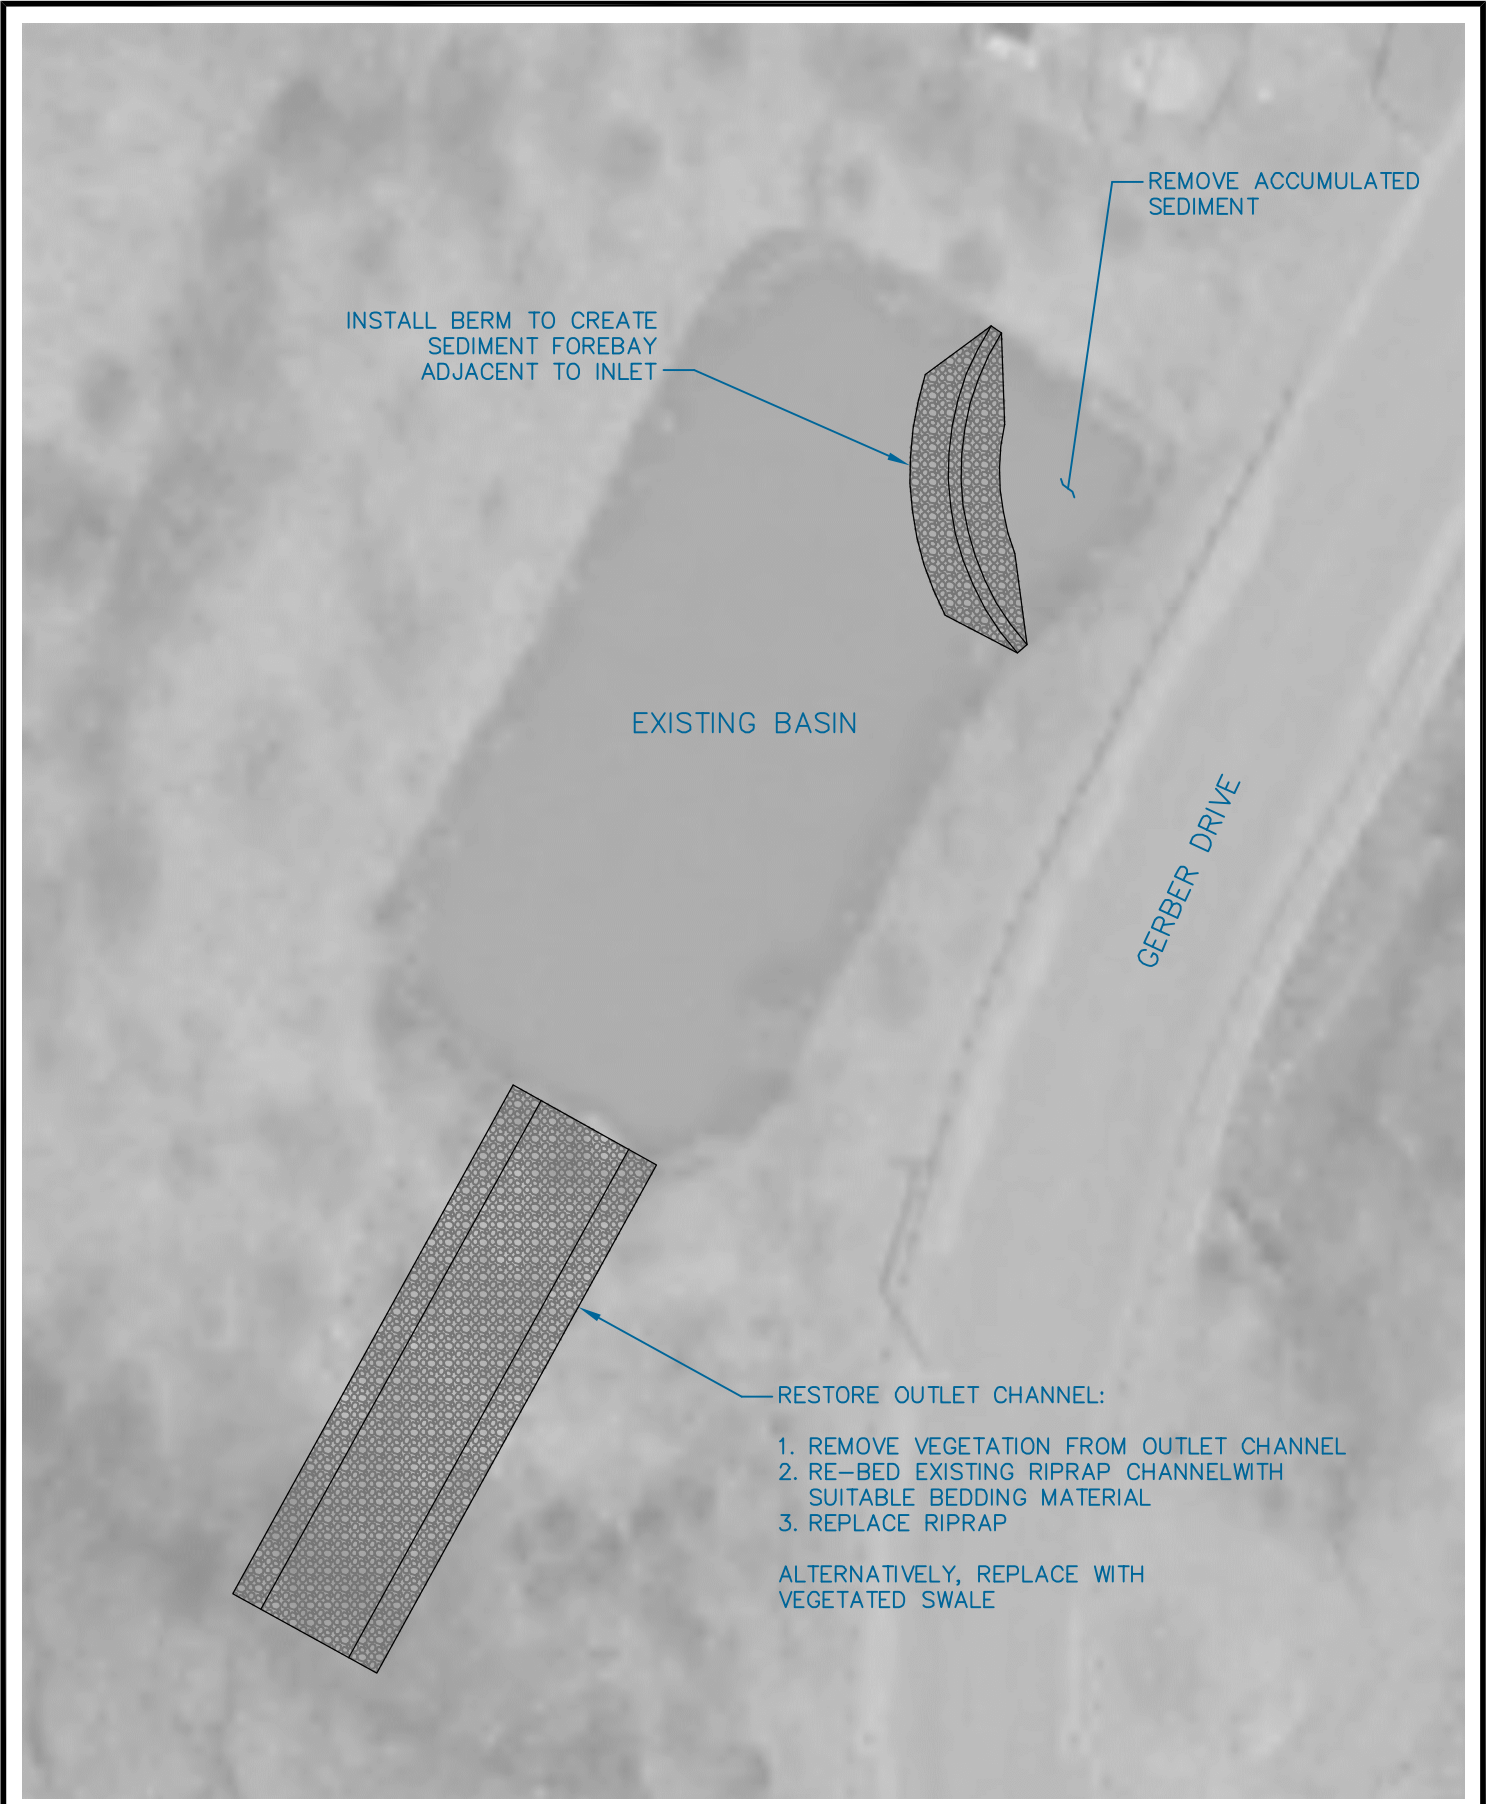 REMOVE ACCUMULATED
SEDIMENT
INSTALL BERM TO CREATE
SEDIMENT FOREBAY
ADJACENT TO INLET
EXISTING BASIN
GERBER DRIVE
RESTORE OUTLET CHANNEL:
1. REMOVE VEGETATION FROM OUTLET CHANNEL
2. RE-BED EXISTING RIPRAP CHANNELWITH
SUITABLE BEDDING MATERIAL
3. REPLACE RIPRAP
ALTERNATIVELY, REPLACE WITH
VEGETATED SWALE